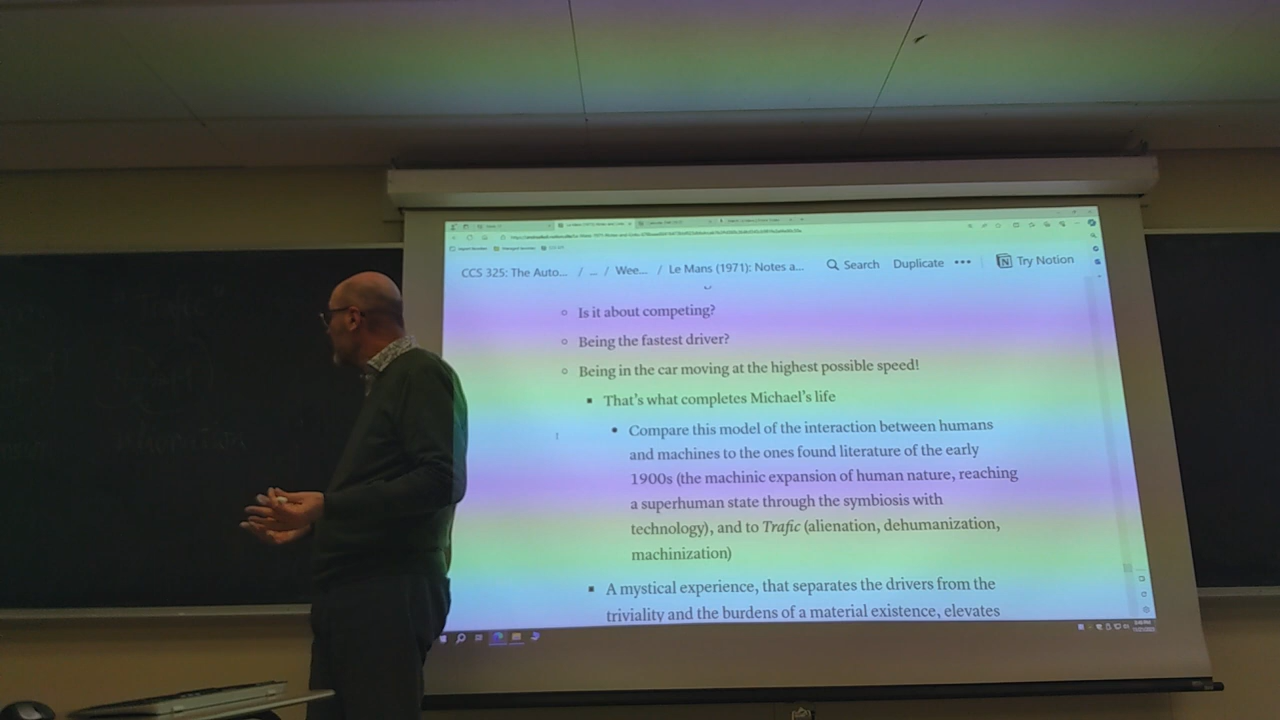 CCS 325: The Auto... / ... / Wee... / Le Mans (1971): Notes a... Search Duplicate ••• Try Notion
Is it about competing?
Being the fastest driver?
Being in the car moving at the highest possible speed!
That's what completes Michael's life
Compare this model of the interaction between humans
and machines to the ones found literature of the early
1900s (the machinic expansion of human nature, reaching
a superhuman state through the symbiosis with
technology), and to Trafic (alienation, dehumanization,
machinization)
A mystical experience, that separates the drivers from the
triviality and the burdens of a material existence, elevates